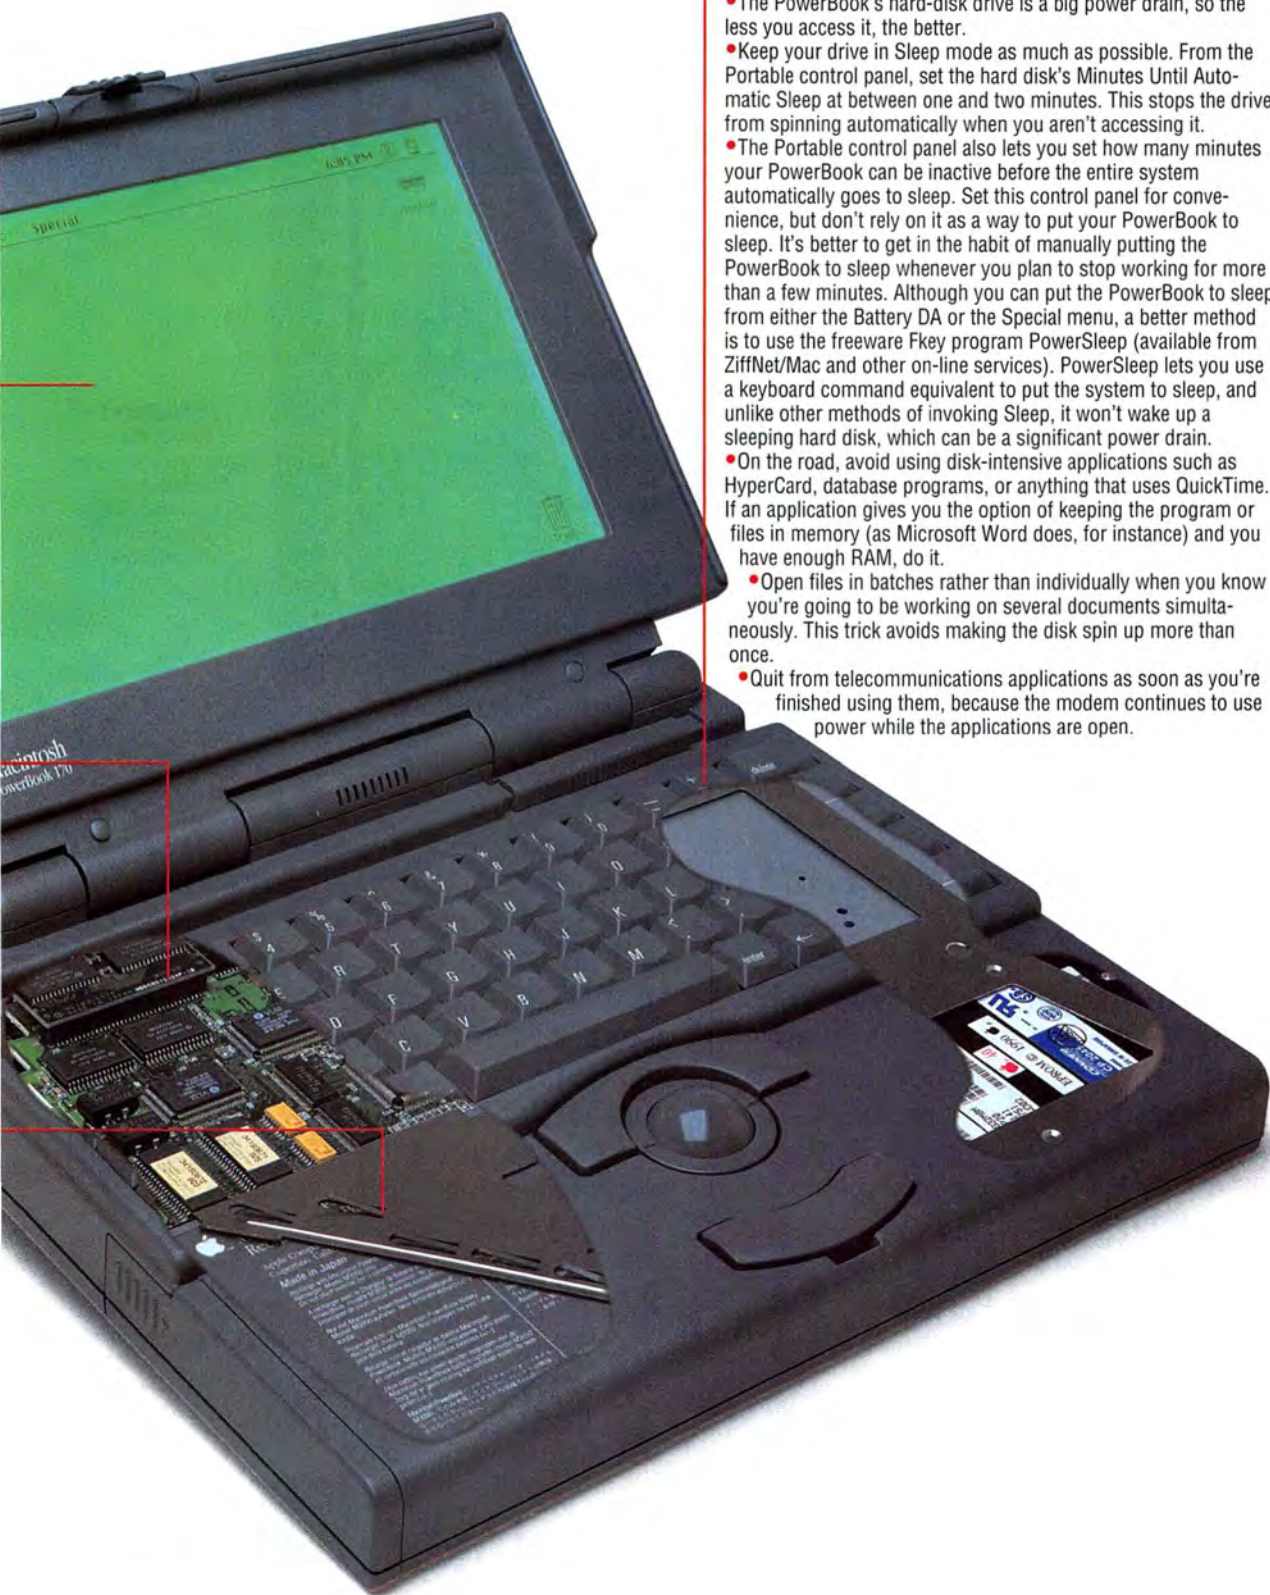 •The PowerBook's hard-disk drive is a big power drain, so the
less you access it, the better.
•Keep your drive in Sleep mode as much as possible. From the
Portable control panel, set the hard disk's Minutes Until Auto-
matic Sleep at between one and two minutes. This stops the drive
from spinning automatically when you aren't accessing it.
•The Portable control panel also lets you set how many minutes
your PowerBook can be inactive before the entire system
automatically goes to sleep. Set this control panel for conve-
nience, but don't rely on it as a way to put your PowerBook to
sleep. It's better to get in the habit of manually putting the
PowerBook to sleep whenever you plan to stop working for more
than a few minutes. Although you can put the PowerBook to sleep
from either the Battery DA or the Special menu, a better method
is to use the freeware Fkey program PowerSleep (available from
ZiffNet/Mac and other on-line services). PowerSleep lets you use
a keyboard command equivalent to put the system to sleep, and
unlike other methods of invoking Sleep, it won't wake up a
sleeping hard disk, which can be a significant power drain.
•On the road, avoid using disk-intensive applications such as
HyperCard, database programs, or anything that uses QuickTime.
If an application gives you the option of keeping the program or
files in memory (as Microsoft Word does, for instance) and you
have enough RAM, do it.
•Open files in batches rather than individually when you know
you're going to be working on several documents simulta-
neously. This trick avoids making the disk spin up more than
once.
•Quit from telecommunications applications as soon as you're
finished using them, because the modem continues to use
power while the applications are open.
Special
PM
acintosh
owerBook 170
delete
$ 4 % 5 ^ 6 & 7 * 8 ( 9 ) 0
E R T Y U I O
D F G H J K L
C V B N M
enter
EPROM © 1990
40
Made in Japan